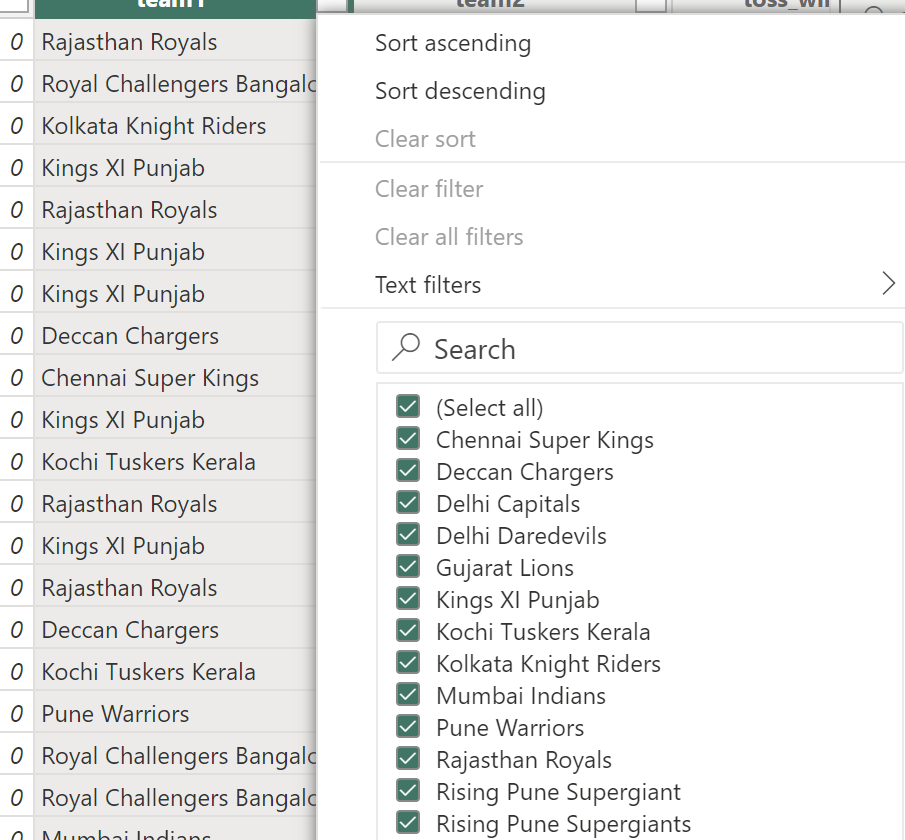 team1
team2
0 Rajasthan Royals
0 Royal Challengers Bangalo
0 Kolkata Knight Riders
0 Kings XI Punjab
0 Rajasthan Royals
0 Kings XI Punjab
0 Kings XI Punjab
0 Deccan Chargers
0 Chennai Super Kings
0 Kings XI Punjab
0 Kochi Tuskers Kerala
0 Rajasthan Royals
0 Kings XI Punjab
0 Rajasthan Royals
0 Deccan Chargers
0 Kochi Tuskers Kerala
0 Pune Warriors
0 Royal Challengers Bangalo
0 Royal Challengers Bangalo
0 Mumbai Indians
Sort ascending
Sort descending
Clear sort
Clear filter
Clear all filters
Text filters
Search
(Select all)
Chennai Super Kings
Deccan Chargers
Delhi Capitals
Delhi Daredevils
Gujarat Lions
Kings XI Punjab
Kochi Tuskers Kerala
Kolkata Knight Riders
Mumbai Indians
Pune Warriors
Rajasthan Royals
Rising Pune Supergiant
Rising Pune Supergiants